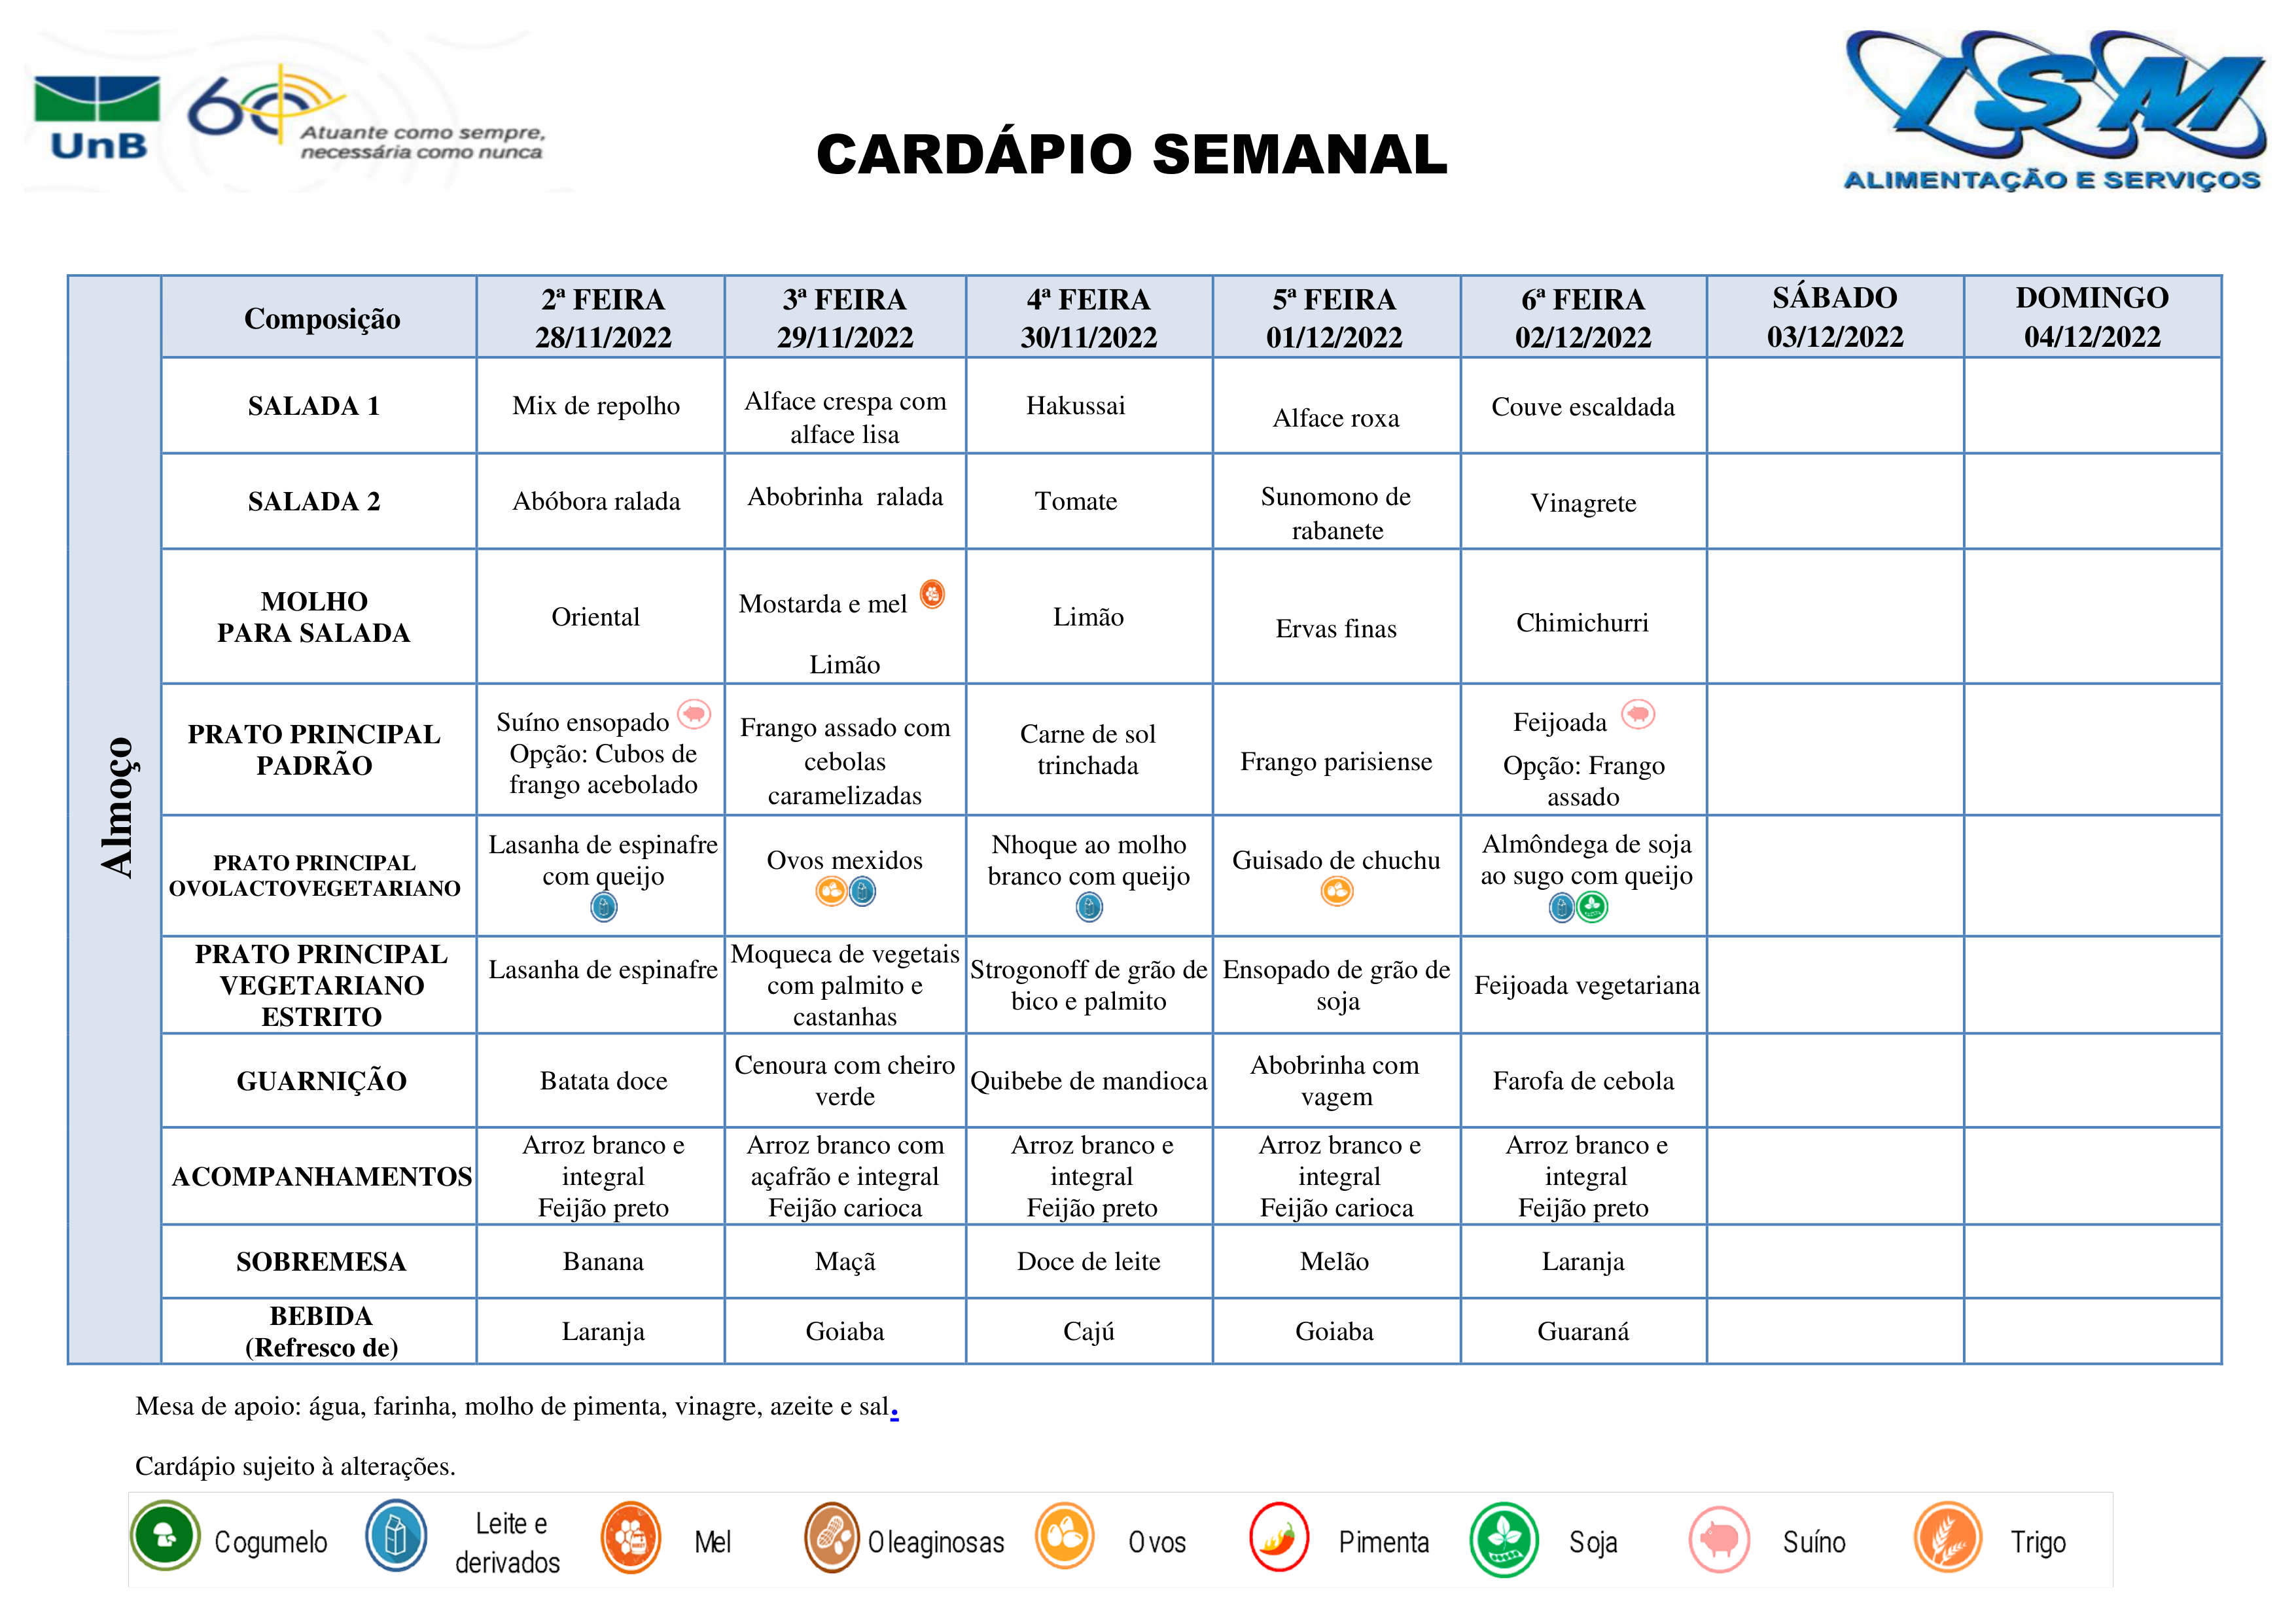 UnB
60
Atuante como sempre,
necessária como nunca
CARDÁPIO SEMANAL
ISM
ALIMENTAÇÃO E SERVIÇOS
Almoço
Composição
2ª FEIRA
28/11/2022
3ª FEIRA
29/11/2022
4ª FEIRA
30/11/2022
5ª FEIRA
01/12/2022
6ª FEIRA
02/12/2022
SÁBADO
03/12/2022
DOMINGO
04/12/2022
SALADA 1
Mix de repolho
Alface crespa com
alface lisa
Hakussai
Alface roxa
Couve escaldada
SALADA 2
Abóbora ralada
Abobrinha ralada
Tomate
Sunomono de
rabanete
Vinagrete
MOLHO
PARA SALADA
Oriental
Mostarda e mel
Limão
Limão
Ervas finas
Chimichurri
PRATO PRINCIPAL
PADRÃO
Suíno ensopado
Opção: Cubos de
frango acebolado
Frango assado com
cebolas
caramelizadas
Carne de sol
trinchada
Frango parisiense
Feijoada
Opção: Frango
assado
PRATO PRINCIPAL
OVOLACTOVEGETARIANO
Lasanha de espinafre
com queijo
Ovos mexidos
Nhoque ao molho
branco com queijo
Guisado de chuchu
Almôndega de soja
ao sugo com queijo
PRATO PRINCIPAL
VEGETARIANO
ESTRITO
Lasanha de espinafre
Moqueca de vegetais
com palmito e
castanhas
Strogonoff de grão de
bico e palmito
Ensopado de grão de
soja
Feijoada vegetariana
GUARNIÇÃO
Batata doce
Cenoura com cheiro
verde
Quibebe de mandioca
Abobrinha com
vagem
Farofa de cebola
ACOMPANHAMENTOS
Arroz branco e
integral
Feijão preto
Arroz branco com
açafrão e integral
Feijão carioca
Arroz branco e
integral
Feijão preto
Arroz branco e
integral
Feijão carioca
Arroz branco e
integral
Feijão preto
SOBREMESA
Banana
Maçã
Doce de leite
Melão
Laranja
BEBIDA
(Refresco de)
Laranja
Goiaba
Cajú
Goiaba
Guaraná
Mesa de apoio: água, farinha, molho de pimenta, vinagre, azeite e sal.
Cardápio sujeito à alterações.
Cogumelo
Leite e
derivados
Mel
Oleaginosas
Ovos
Pimenta
Soja
Suíno
Trigo